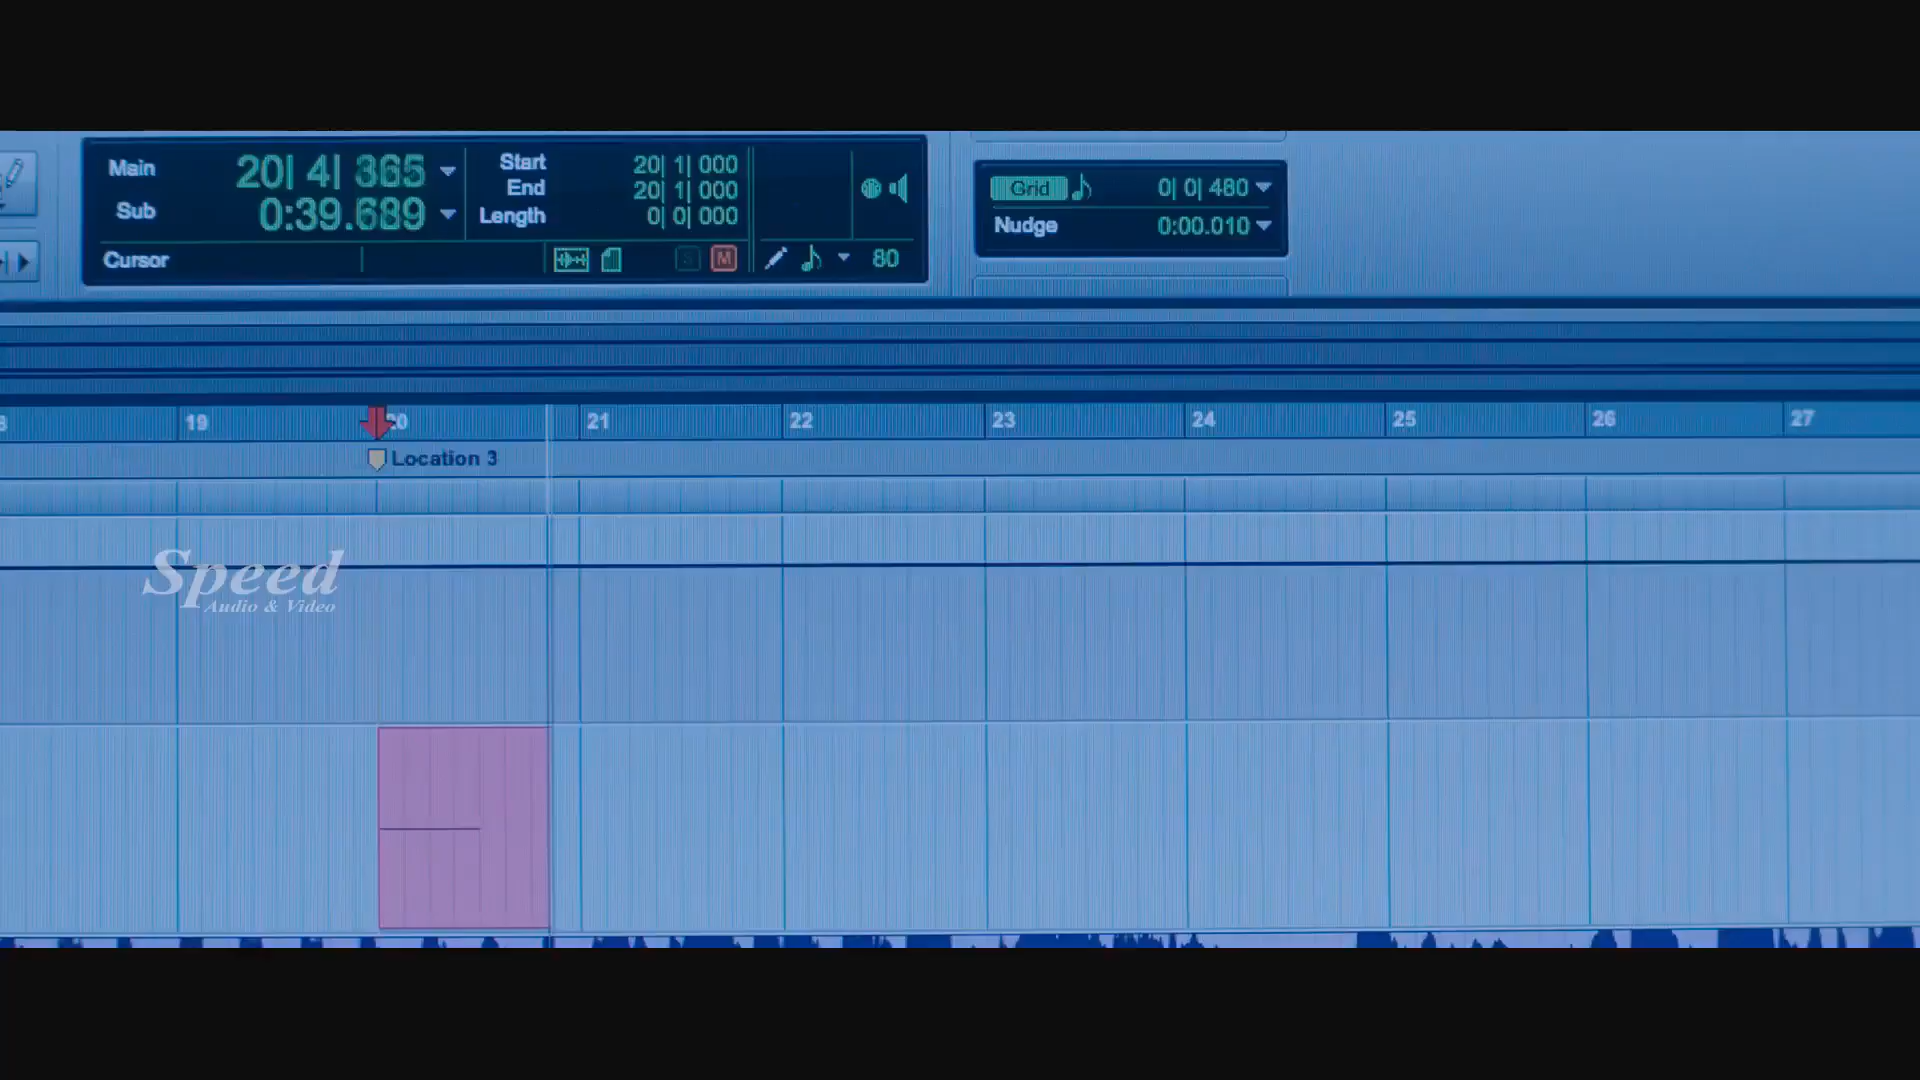 Main 20| 4| 365
Sub 0:39.689
Start 20| 1| 000
End 20| 1| 000
Length 0| 0| 000
Cursor
S M 80
Grid 0| 0| 480
Nudge 0:00.010
19 20 21 22 23 24 25 26 27
Location 3
Speed
Audio & Video